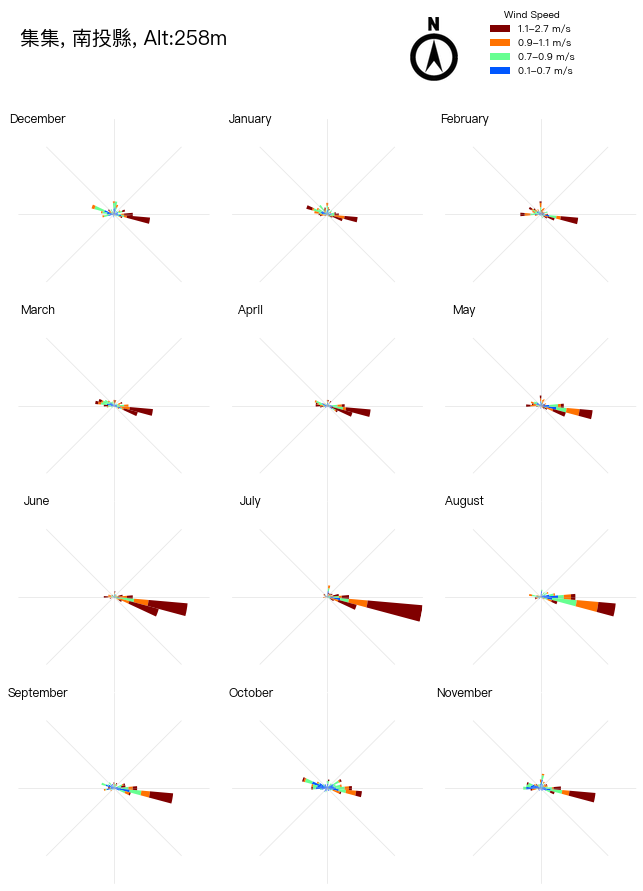 集集, 南投縣, Alt:258m
N
Wind Speed
1.1–2.7 m/s
0.9–1.1 m/s
0.7–0.9 m/s
0.1–0.7 m/s
December
January
February
March
April
May
June
July
August
September
October
November